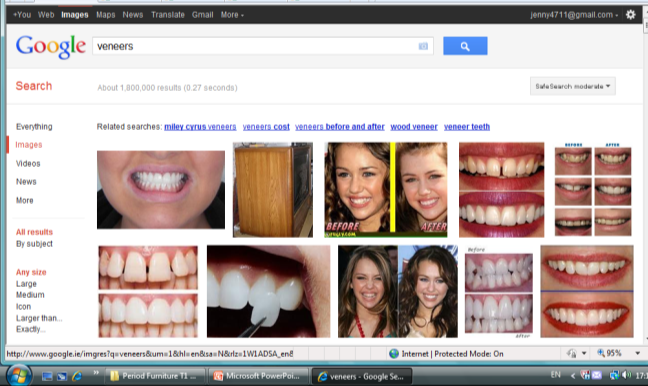 +You Web Images Maps News Translate Gmail More - jenny4711@gmail.com -
Google veneers
Search About 1,800,000 results (0.27 seconds) SafeSearch moderate
Everything
Images
Videos
News
More
All results
By subject
Any size
Large
Medium
Icon
Larger than...
Exactly...
Related searches: miley cyrus veneers veneers cost veneers before and after wood veneer veneer teeth
BEFORE AFTER
BEFORE AFTER
Before
After
http://www.google.ie/imgres?q=veneers&um=1&hl=en&sa=N&rlz=1W1ADSA_en& Internet | Protected Mode: On 95%
Period Furniture T1 ... Microsoft PowerPoi... veneers - Google Se... EN